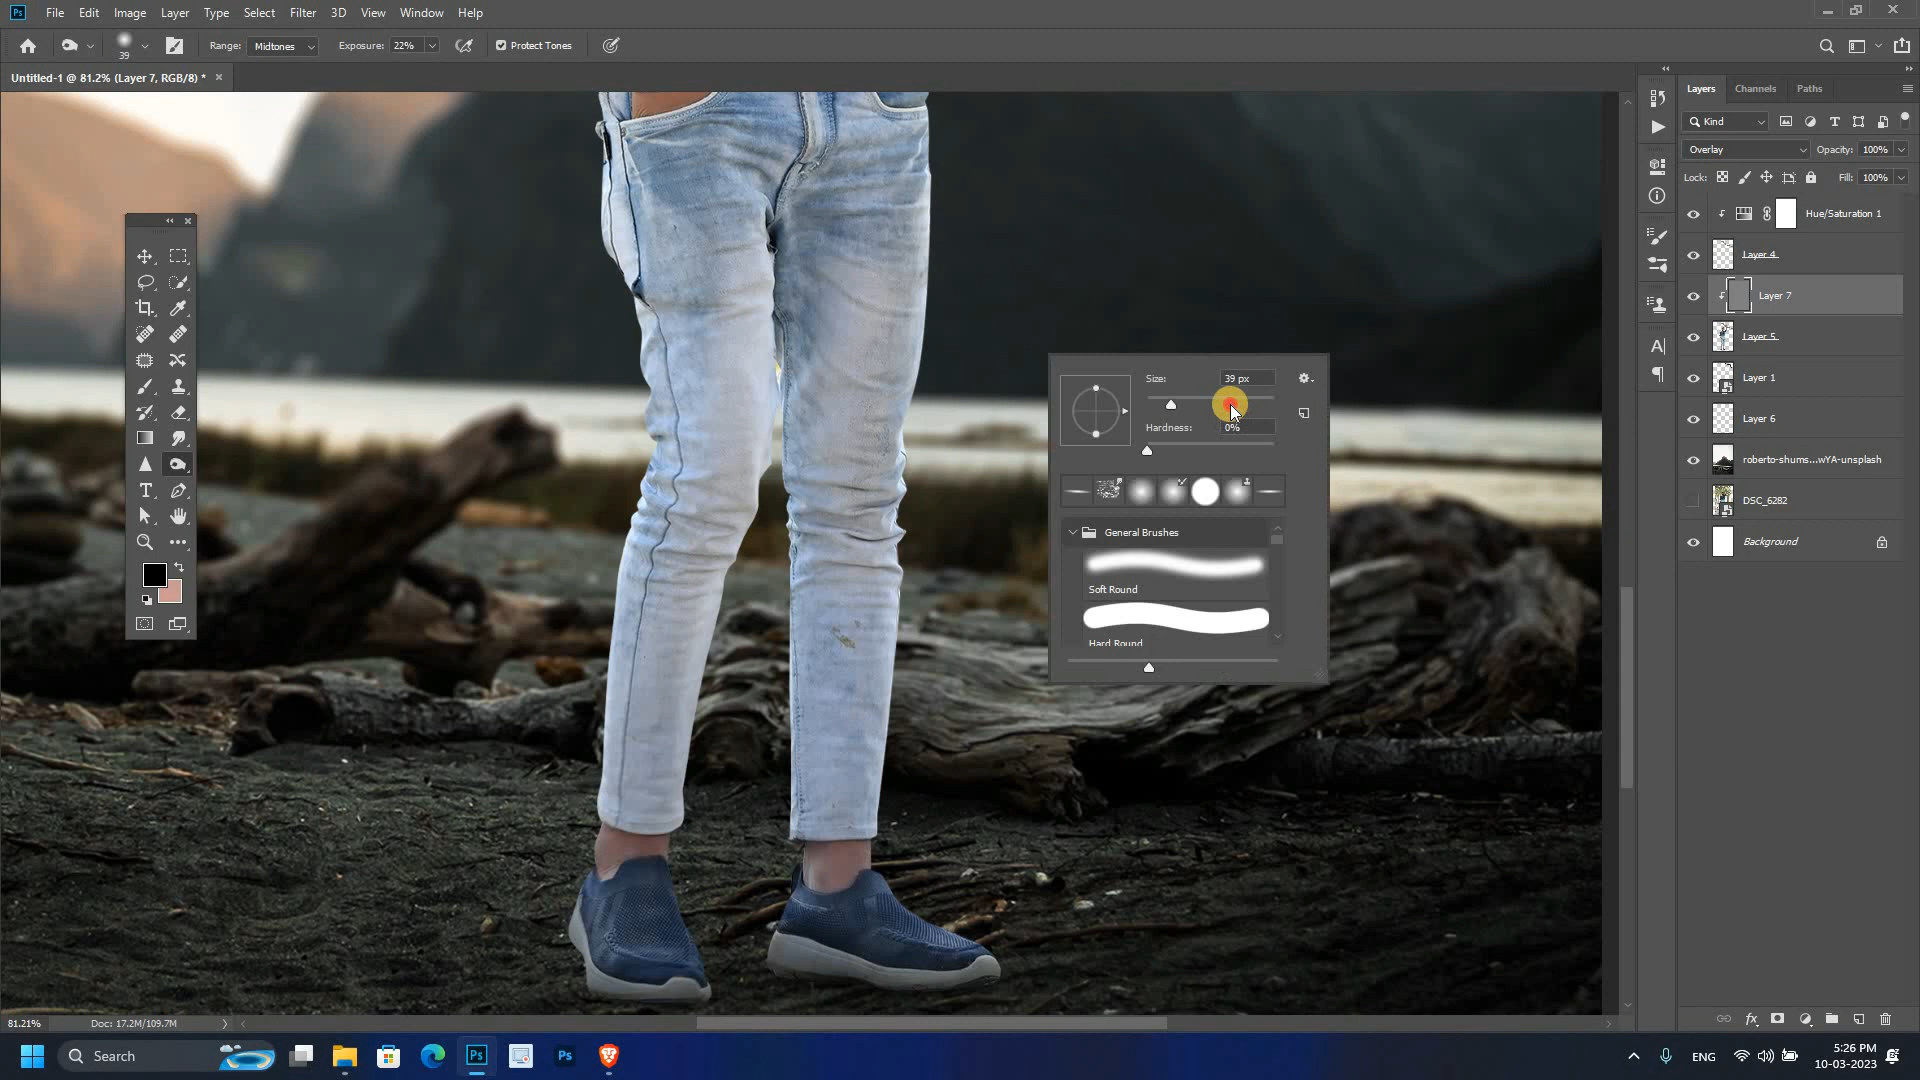 Ps File Edit Image Layer Type Select Filter 3D View Window Help
39 Range: Midtones Exposure: 22% Protect Tones
Untitled-1 @ 81.2% (Layer 7, RGB/8) *
Layers Channels Paths
Kind
Overlay Opacity: 100%
Lock: Fill: 100%
Hue/Saturation 1
Layer 4
Layer 7
Layer 5
Layer 1
Layer 6
roberto-shums...wYA-unsplash
DSC_6282
Background
Size: 39 px
Hardness: 0%
General Brushes
Soft Round
Hard Round
81.21% Doc: 17.2M/109.7M
Search
Ps
Ps
ENG
5:26 PM
10-03-2023